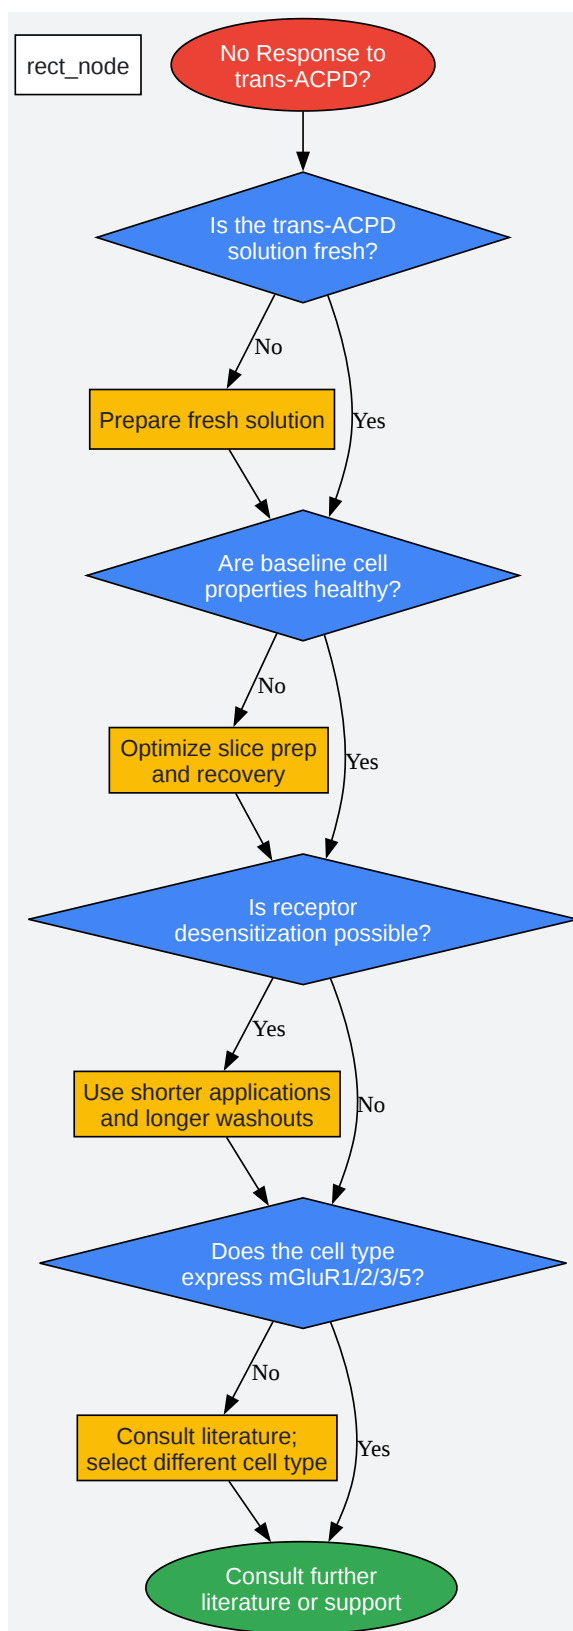 rect_node
No Response to
trans-ACPD?
Is the trans-ACPD
solution fresh?
No
Prepare fresh solution
Yes
Are baseline cell
properties healthy?
No
Optimize slice prep
and recovery
Yes
Is receptor
desensitization possible?
Yes
Use shorter applications
and longer washouts
No
Does the cell type
express mGluR1/2/3/5?
No
Consult literature;
select different cell type
Yes
Consult further
literature or support